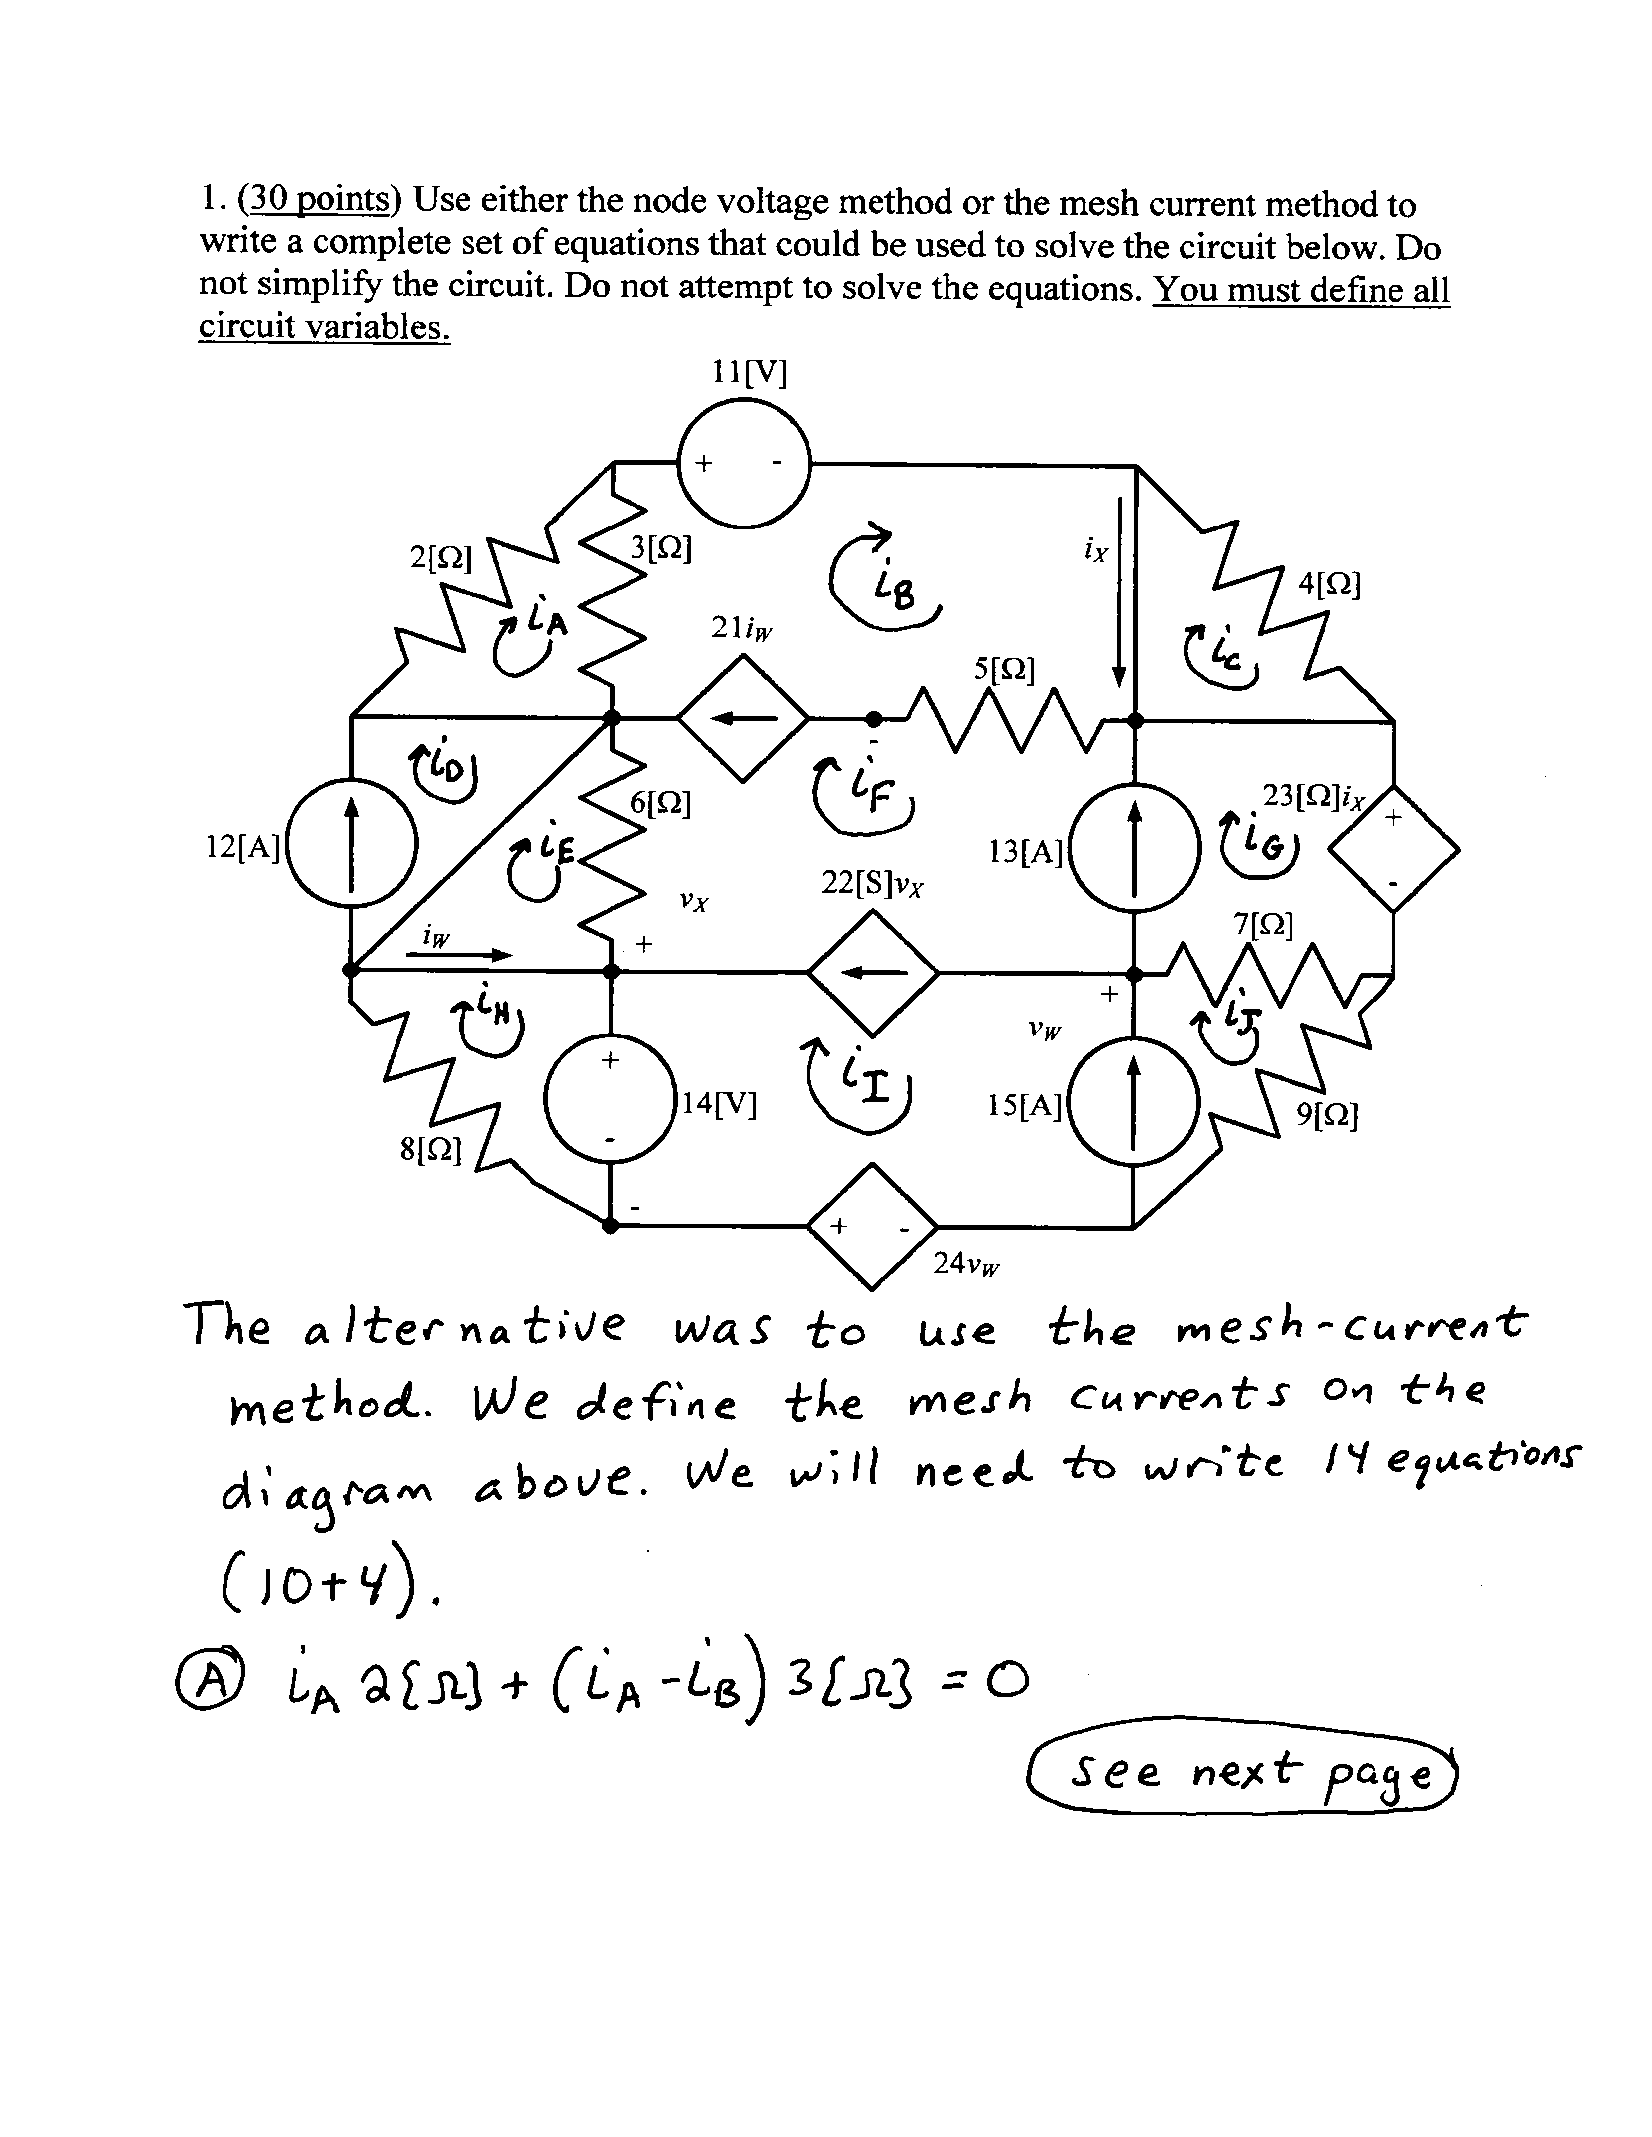 1. (30 points) Use either the node voltage method or the mesh current method to
write a complete set of equations that could be used to solve the circuit below. Do
not simplify the circuit. Do not attempt to solve the equations. You must define all
circuit variables.
11[V]
+ -
2[Ω]
3[Ω]
iX
4[Ω]
iA
iB
iC
21iW
5[Ω]
-
iD
iF
12[A]
6[Ω]
iE
13[A]
iG
23[Ω]iX
+
-
vX
22[S]vX
7[Ω]
iW
+
+
iH
vW
iJ
+
14[V]
-
iI
15[A]
9[Ω]
8[Ω]
-
+ -
24vW
The alternative was to use the mesh-current
method. We define the mesh currents on the
diagram above. We will need to write 14 equations
(10+4).
Ⓐ iA 2{Ω} + (iA - iB) 3{Ω} = 0
see next page